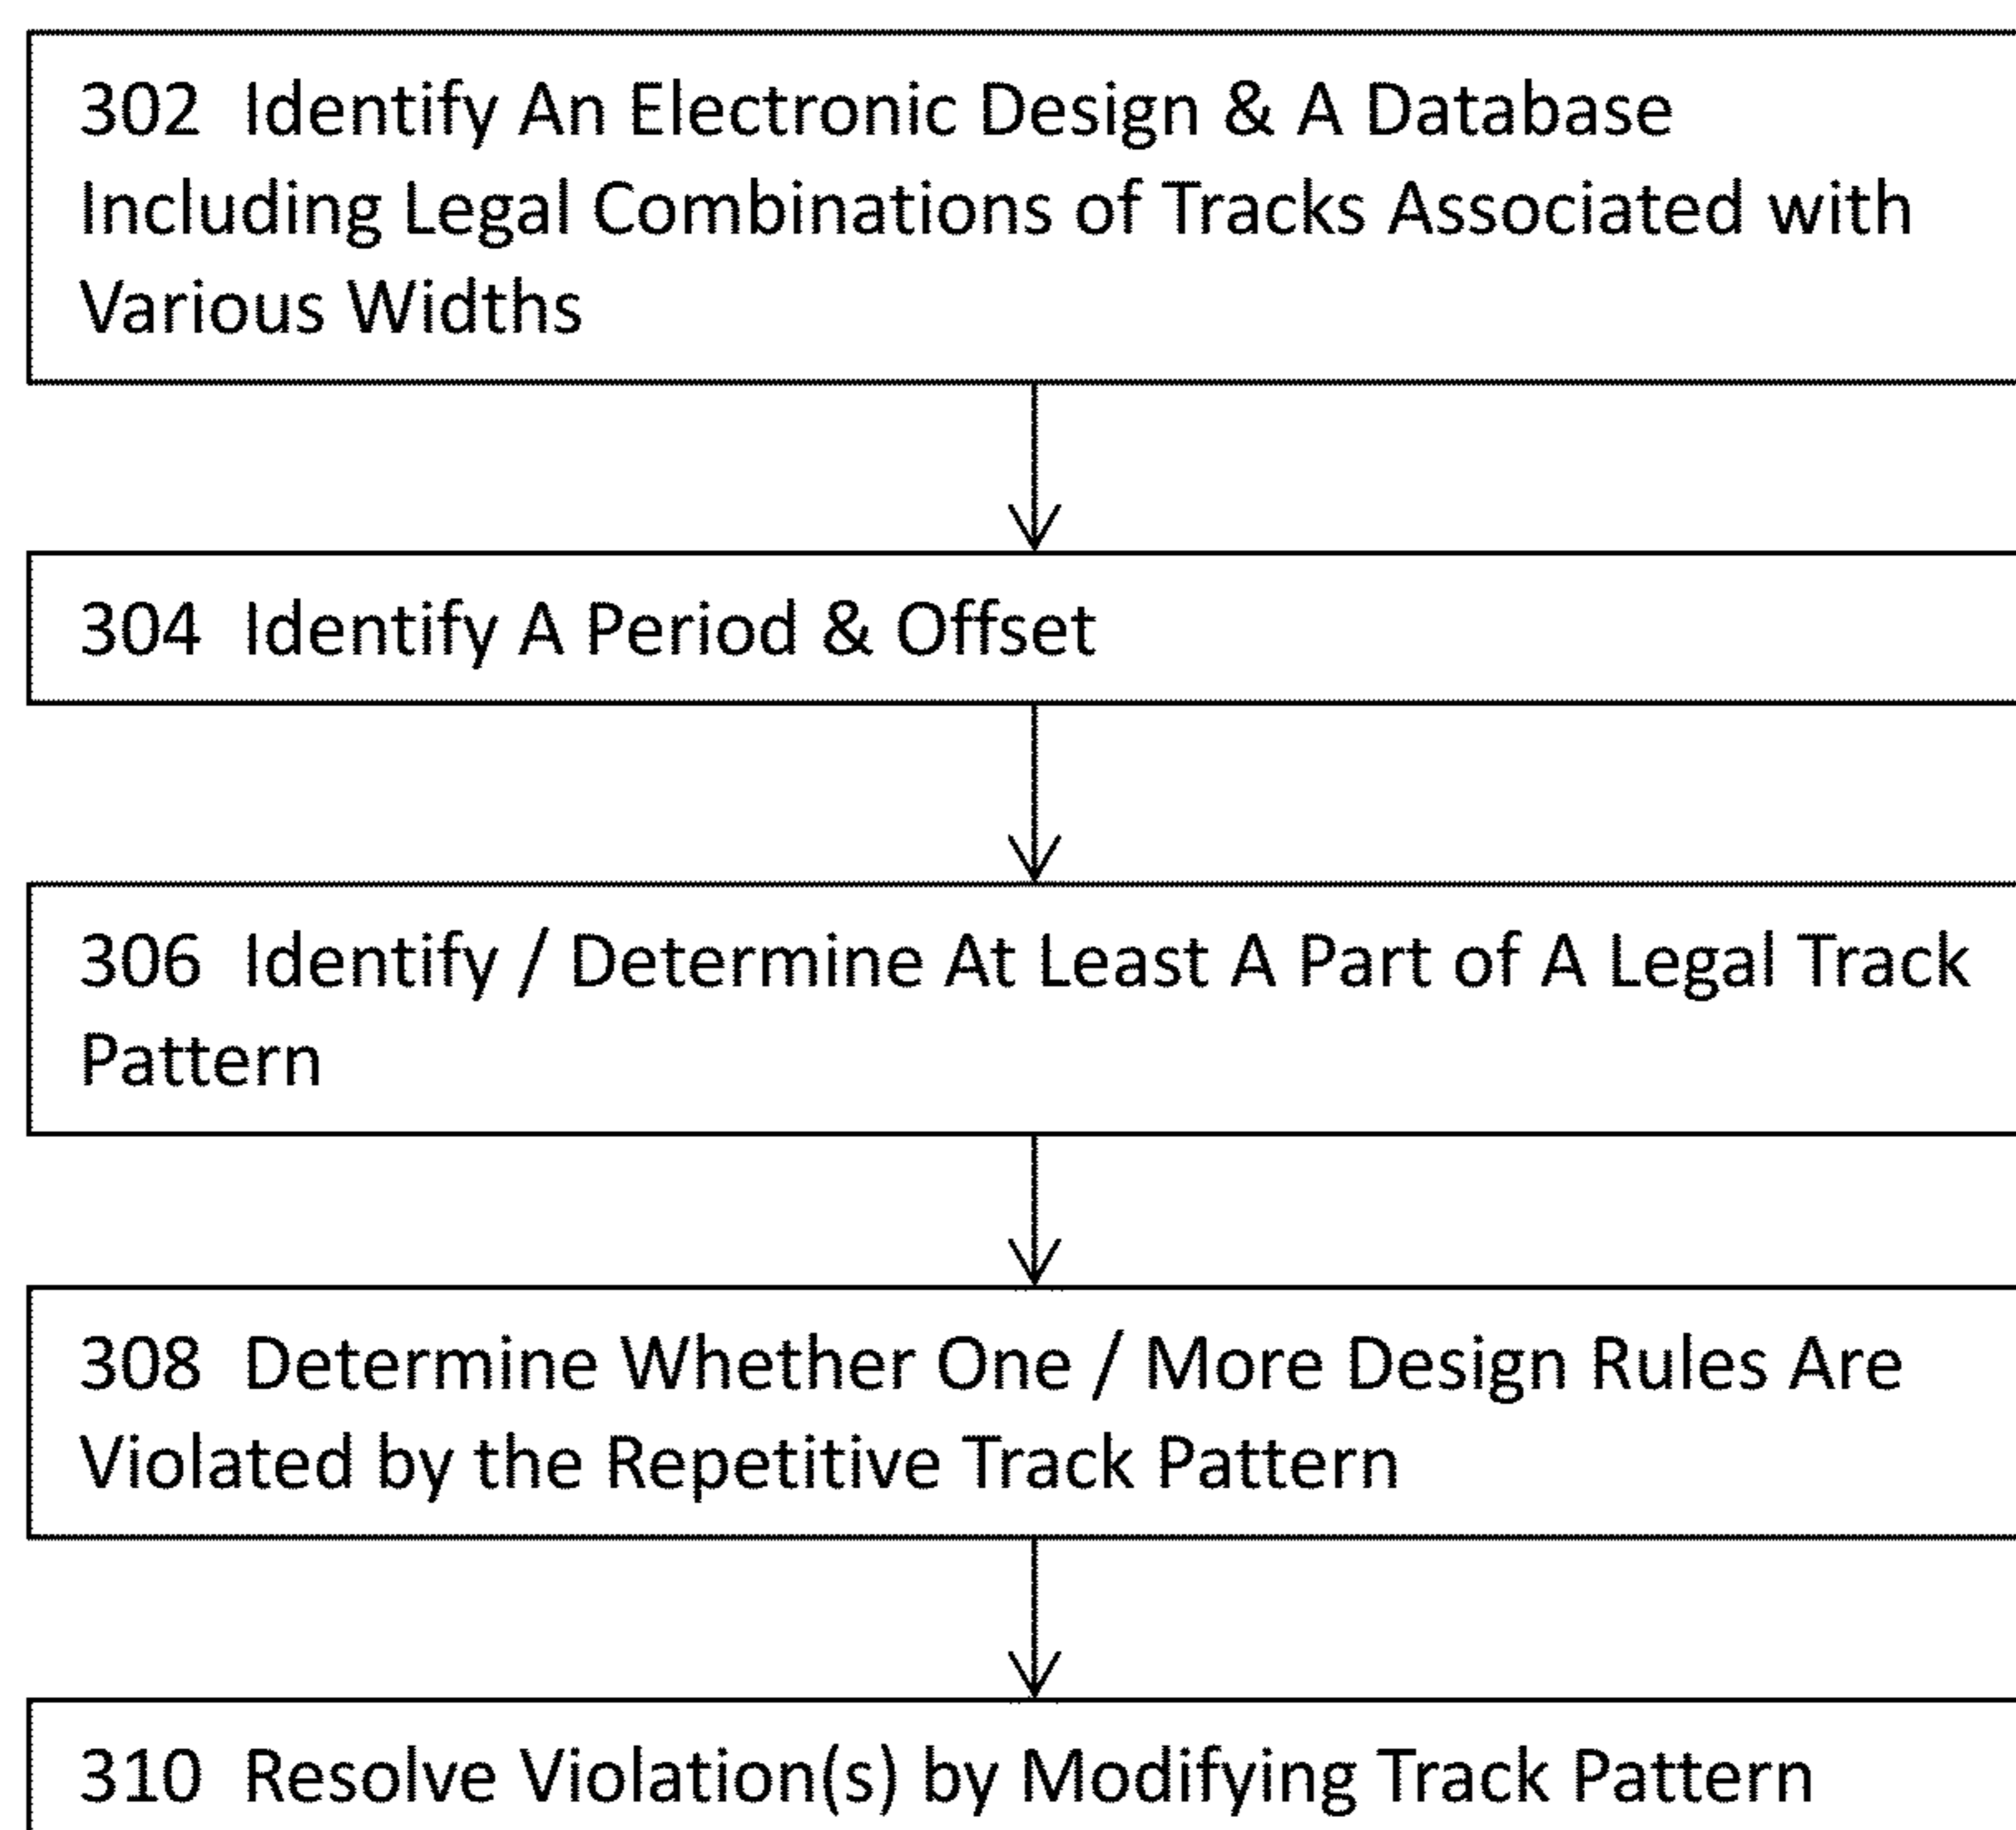 302 Identify An Electronic Design & A Database
Including Legal Combinations of Tracks Associated with
Various Widths
304 Identify A Period & Offset
306 Identify / Determine At Least A Part of A Legal Track
Pattern
308 Determine Whether One / More Design Rules Are
Violated by the Repetitive Track Pattern
310 Resolve Violation(s) by Modifying Track Pattern